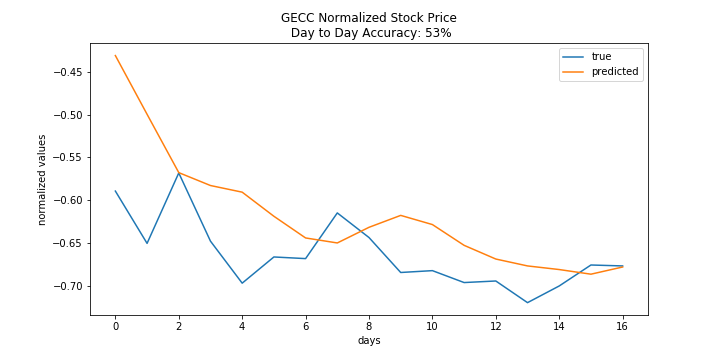 GECC Normalized Stock Price
Day to Day Accuracy: 53%
true
predicted
normalized values
−0.45
−0.50
−0.55
−0.60
−0.65
−0.70
0 2 4 6 8 10 12 14 16
days